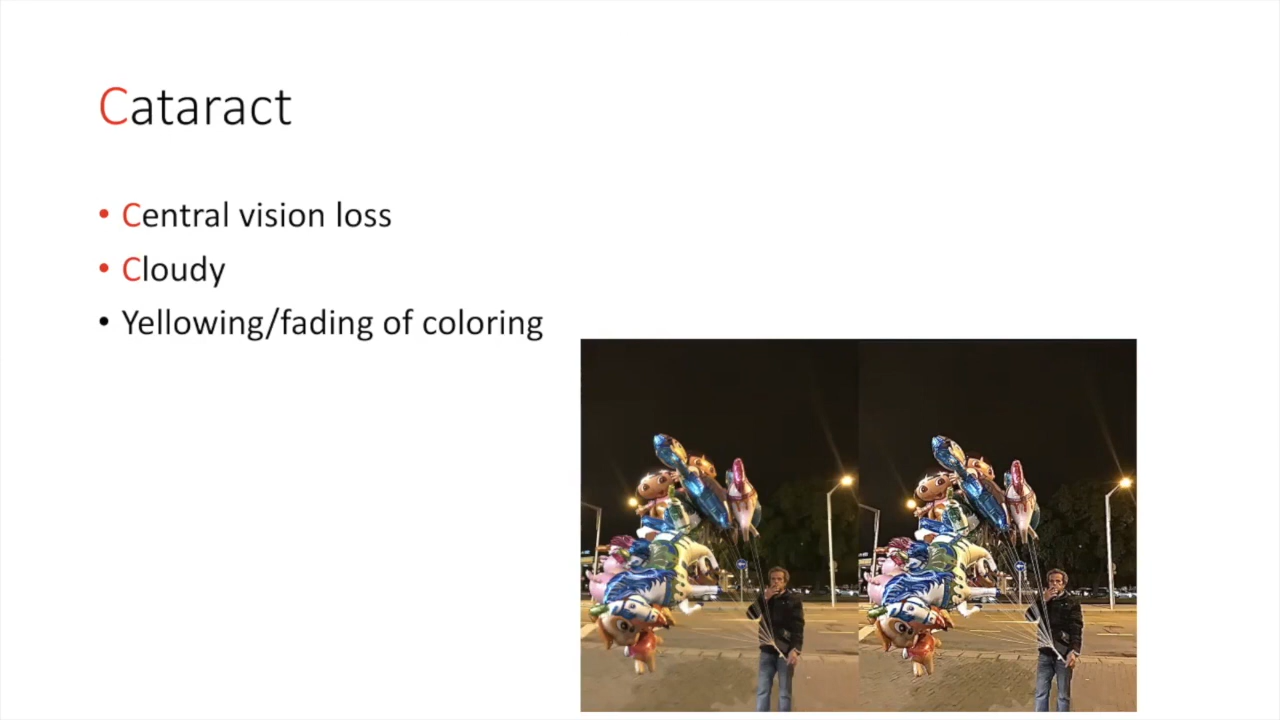 Cataract
• Central vision loss
• Cloudy
• Yellowing/fading of coloring